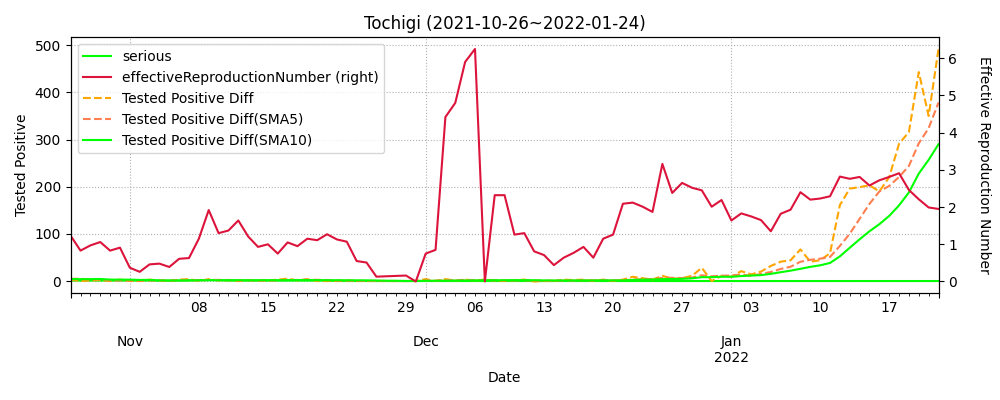 Tochigi (2021-10-26~2022-01-24)
serious
effectiveReproductionNumber (right)
Tested Positive Diff
Tested Positive Diff(SMA5)
Tested Positive Diff(SMA10)
Tested Positive
500
400
300
200
100
0
Effective Reproduction Number
6
5
4
3
2
1
0
08 15 22 29 06 13 20 27 03 10 17
Nov Dec Jan
2022
Date